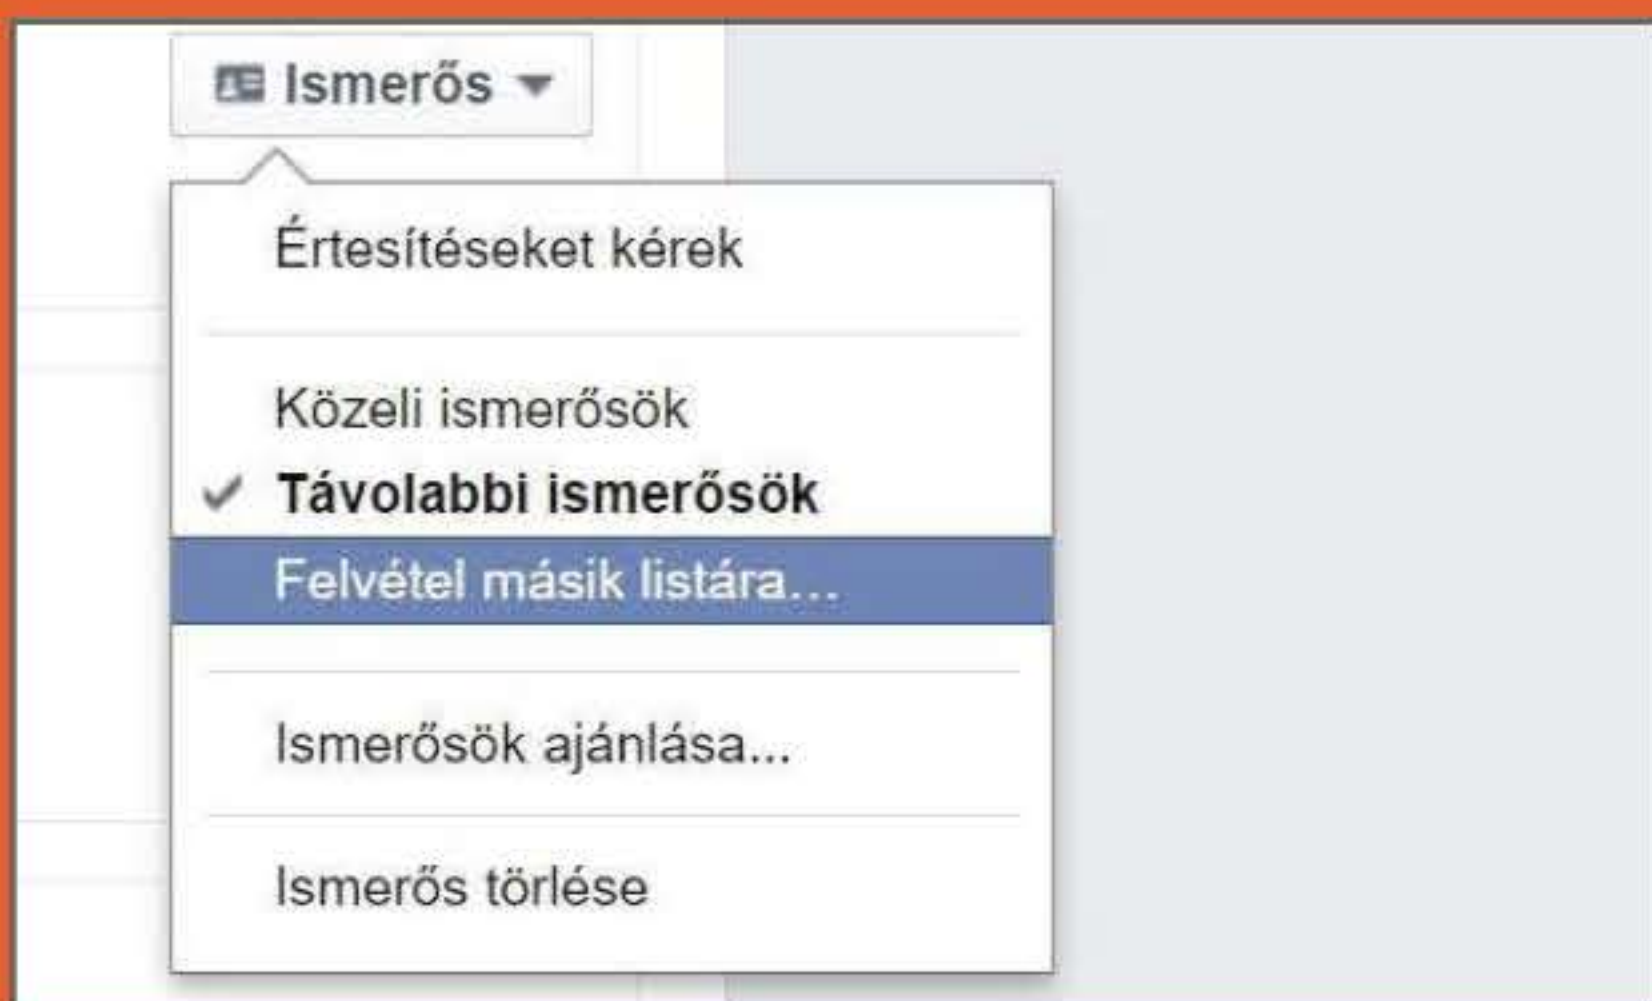 Ismerős
Értesítéseket kérek
Közeli ismerősök
Távolabbi ismerősök
Felvétel másik listára...
Ismerősök ajánlása...
Ismerős törlése